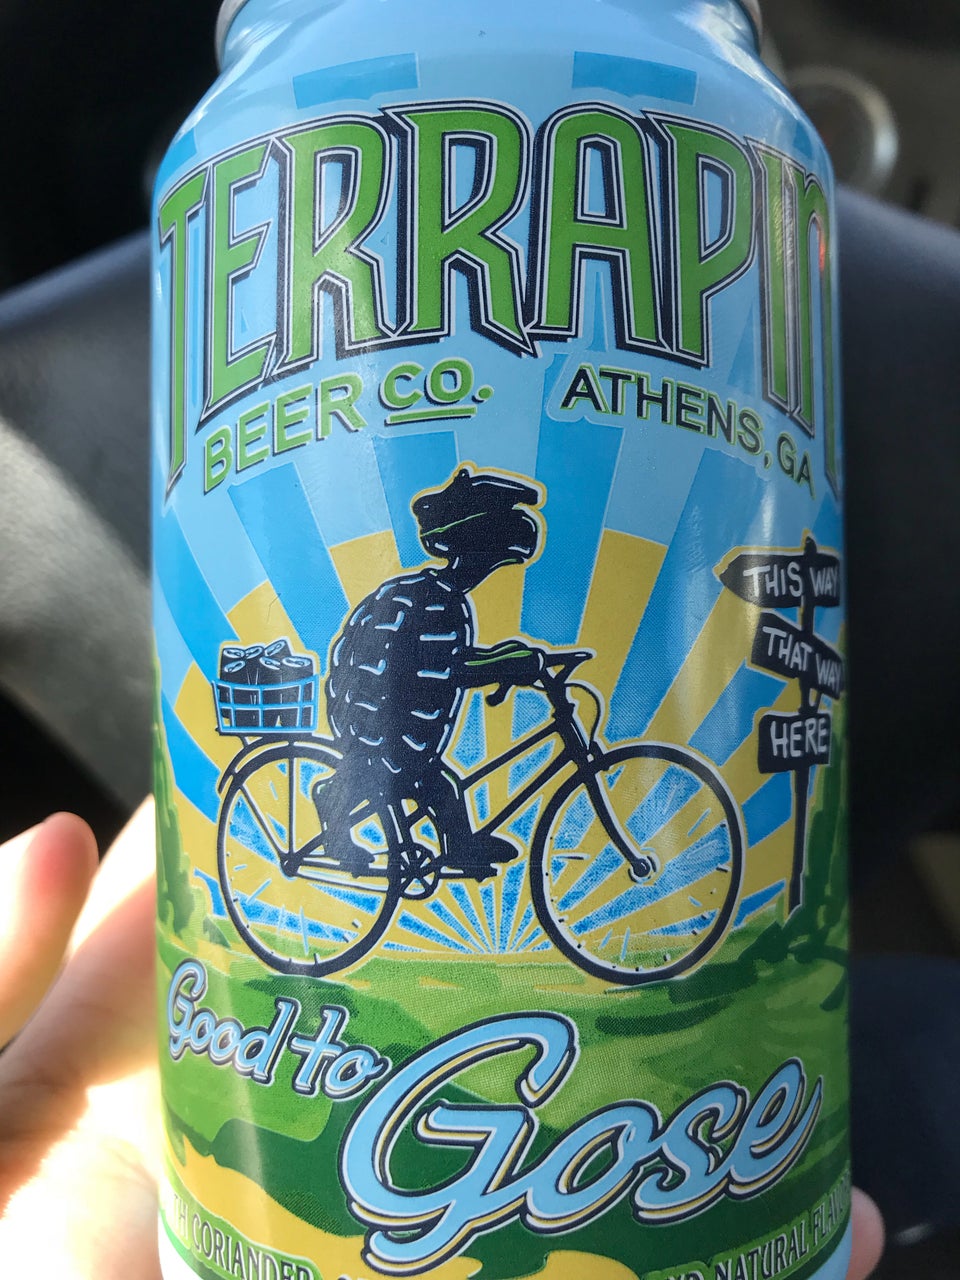 TERRAPIN
BEER CO. ATHENS, GA
THIS WAY
THAT WAY
HERE
Good to
Gose
CORIANDER
NATURAL